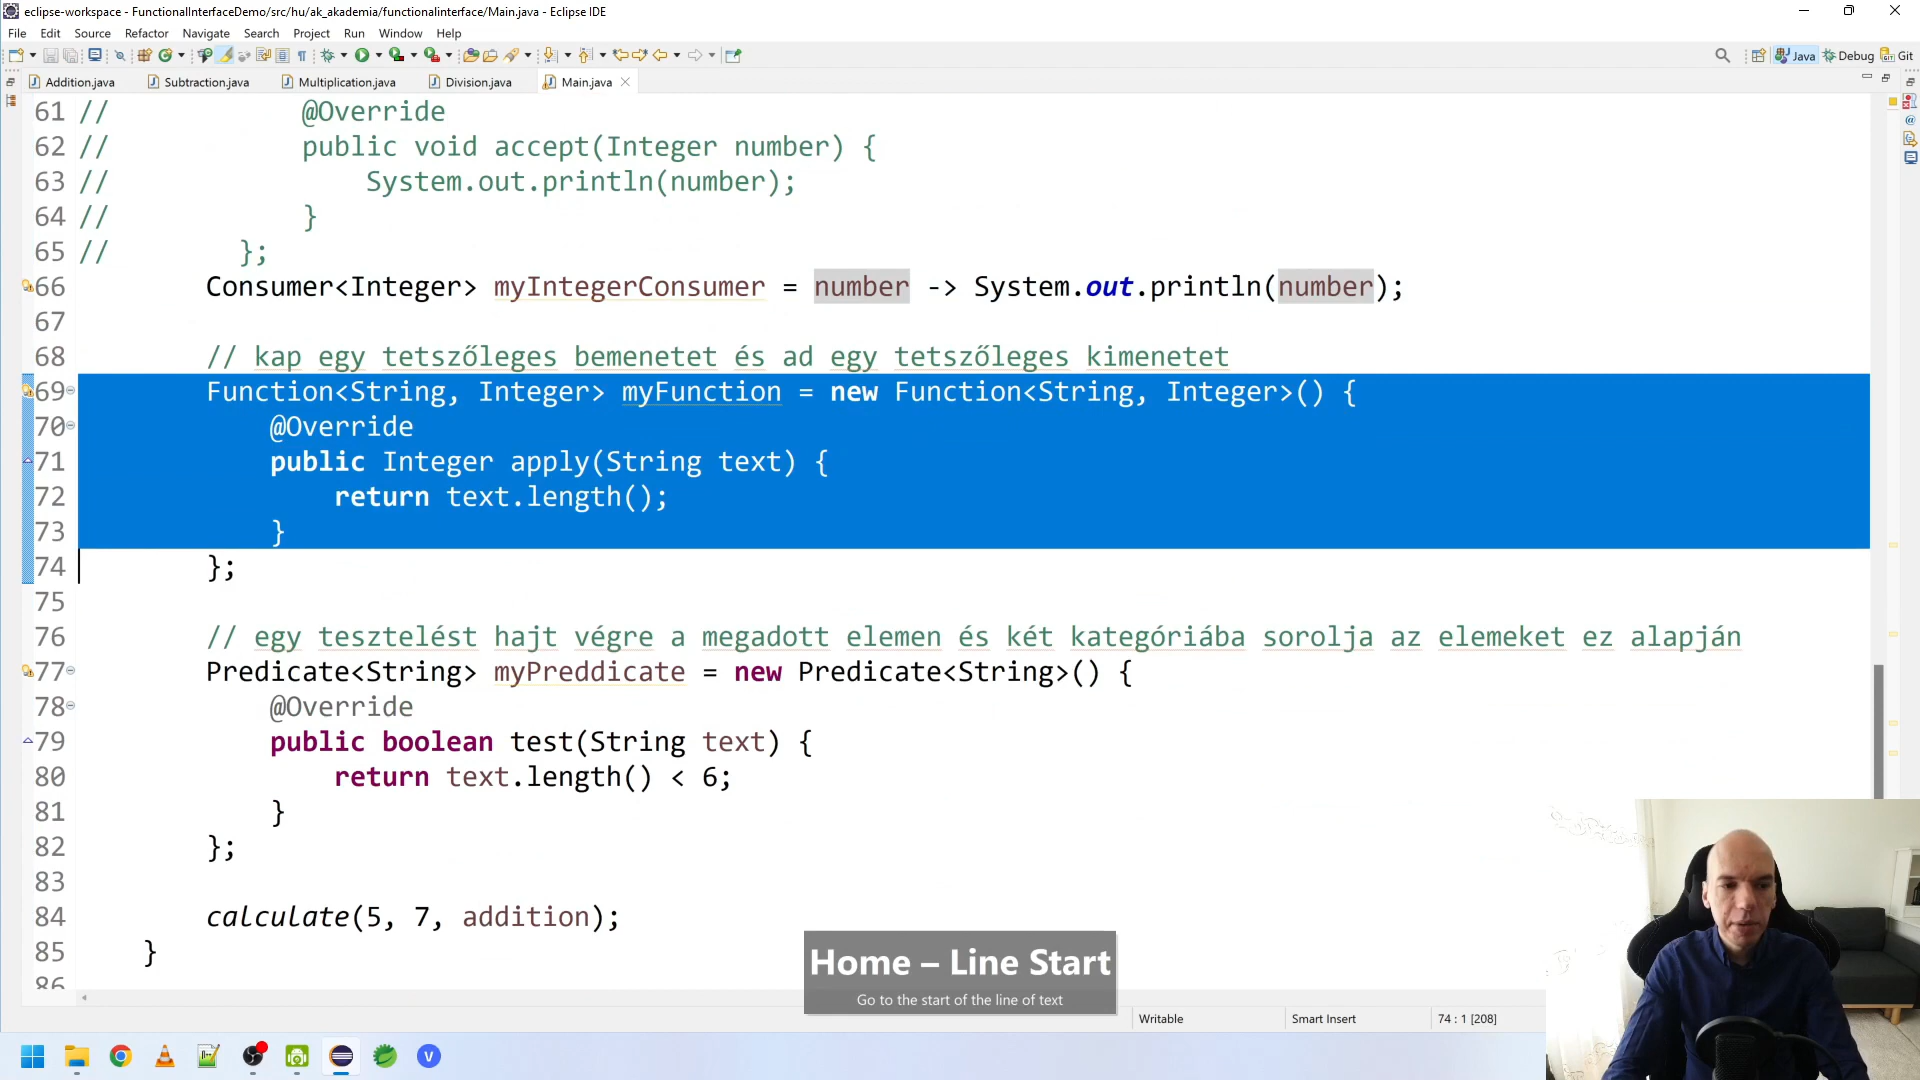 eclipse-workspace - FunctionalInterfaceDemo/src/hu/ak_akademia/functionalinterface/Main.java - Eclipse IDE
File Edit Source Refactor Navigate Search Project Run Window Help
Java Debug Git
Addition.java Subtraction.java Multiplication.java Division.java Main.java
61 // @Override
62 // public void accept(Integer number) {
63 // System.out.println(number);
64 // }
65 // };
66 Consumer<Integer> myIntegerConsumer = number -> System.out.println(number);
67
68 // kap egy tetszőleges bemenetet és ad egy tetszőleges kimenetet
69 Function<String, Integer> myFunction = new Function<String, Integer>() {
70 @Override
71 public Integer apply(String text) {
72 return text.length();
73 }
74 };
75
76 // egy tesztelést hajt végre a megadott elemen és két kategóriába sorolja az elemeket ez alapján
77 Predicate<String> myPreddicate = new Predicate<String>() {
78 @Override
79 public boolean test(String text) {
80 return text.length() < 6;
81 }
82 };
83
84 calculate(5, 7, addition);
85 }
86
Home – Line Start
Go to the start of the line of text
Writable Smart Insert 74 : 1 [208]
V